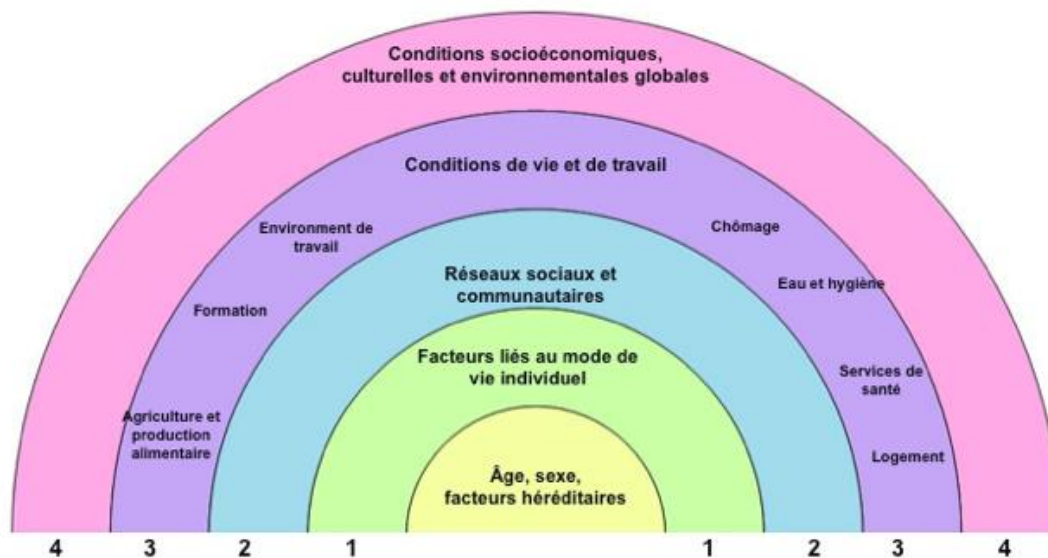 Conditions socioéconomiques,
culturelles et environnementales globales
Conditions de vie et de travail
Environment de
travail
Chômage
Réseaux sociaux et
communautaires
Eau et hygiène
Formation
Facteurs liés au mode de
vie individuel
Services de
santé
Agriculture et
production
alimentaire
Logement
Âge, sexe,
facteurs héréditaires
4 3 2 1 1 2 3 4